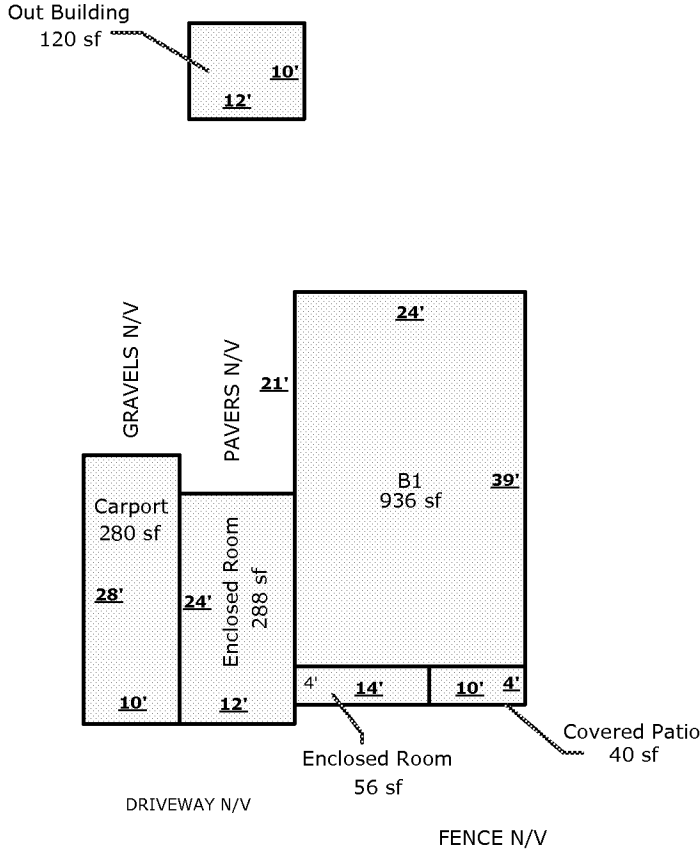 Out Building
120 sf
10'
12'
GRAVELS N/V
PAVERS N/V
21'
24'
B1
936 sf
39'
Carport
280 sf
28'
10'
24'
Enclosed Room
288 sf
12'
4'
14'
10'
4'
Enclosed Room
56 sf
Covered Patio
40 sf
DRIVEWAY N/V
FENCE N/V